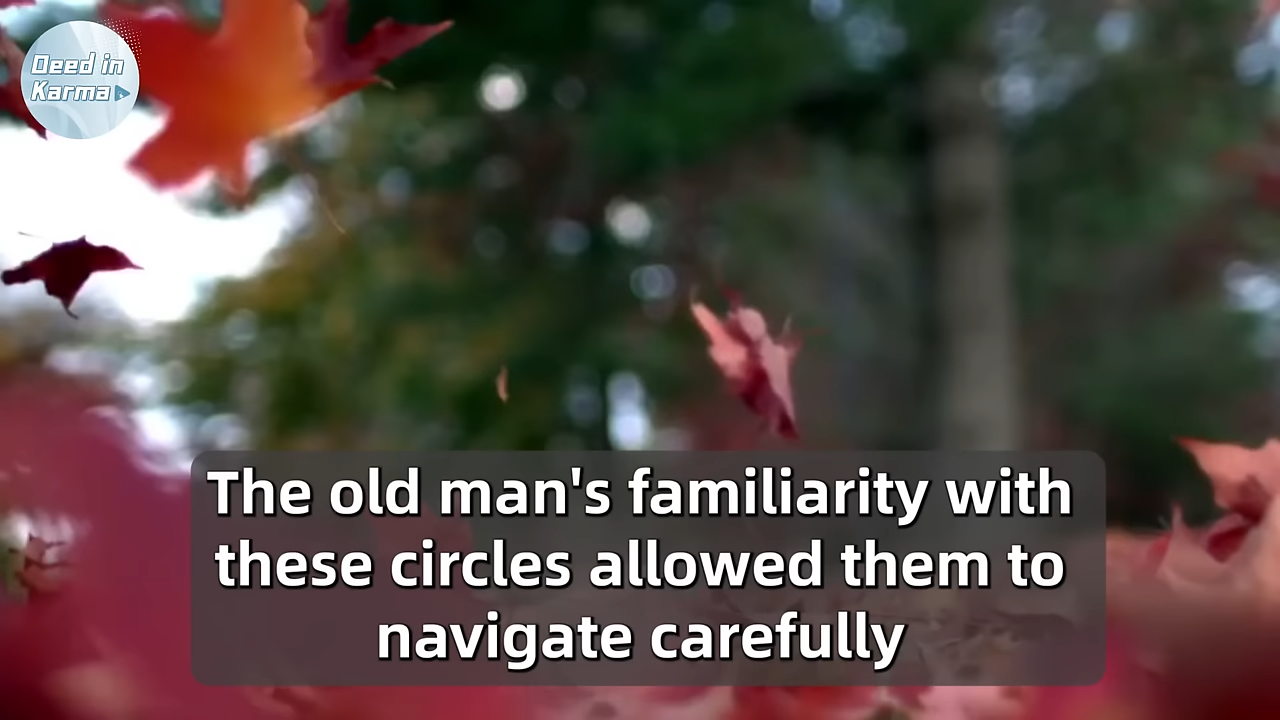 Deed in
Karma
The old man's familiarity with
these circles allowed them to
navigate carefully